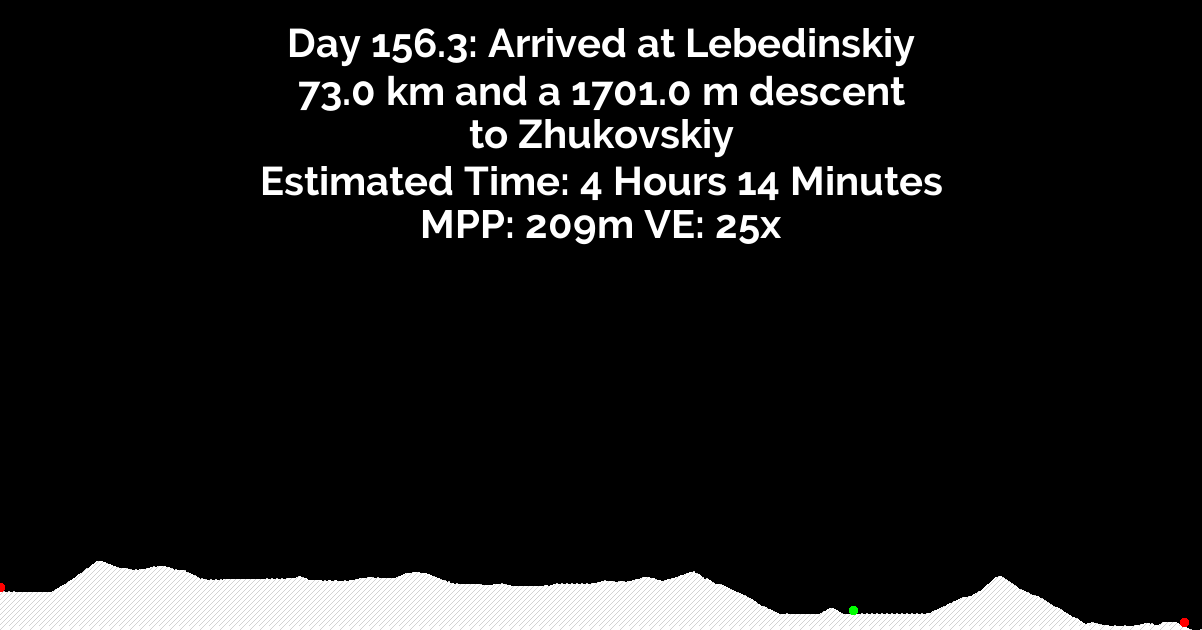 Day 156.3: Arrived at Lebedinskiy
73.0 km and a 1701.0 m descent
to Zhukovskiy
Estimated Time: 4 Hours 14 Minutes
MPP: 209m VE: 25x